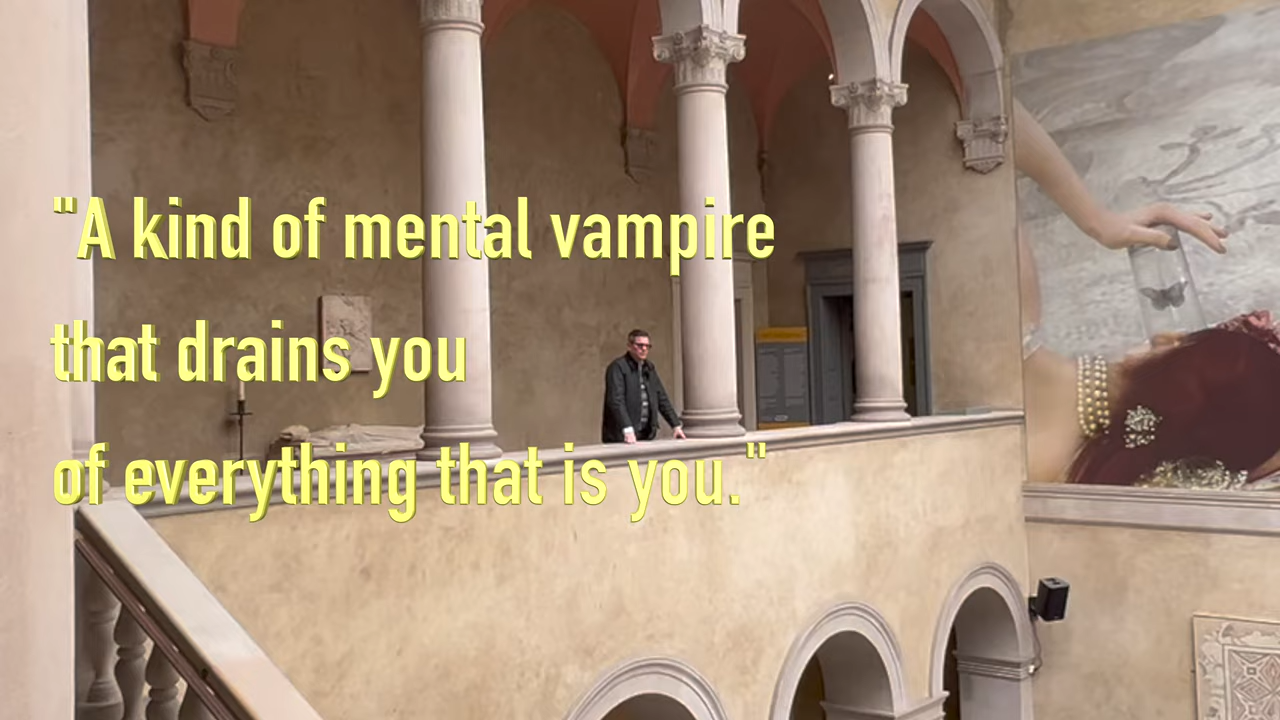 "A kind of mental vampire
that drains you
of everything that is you."